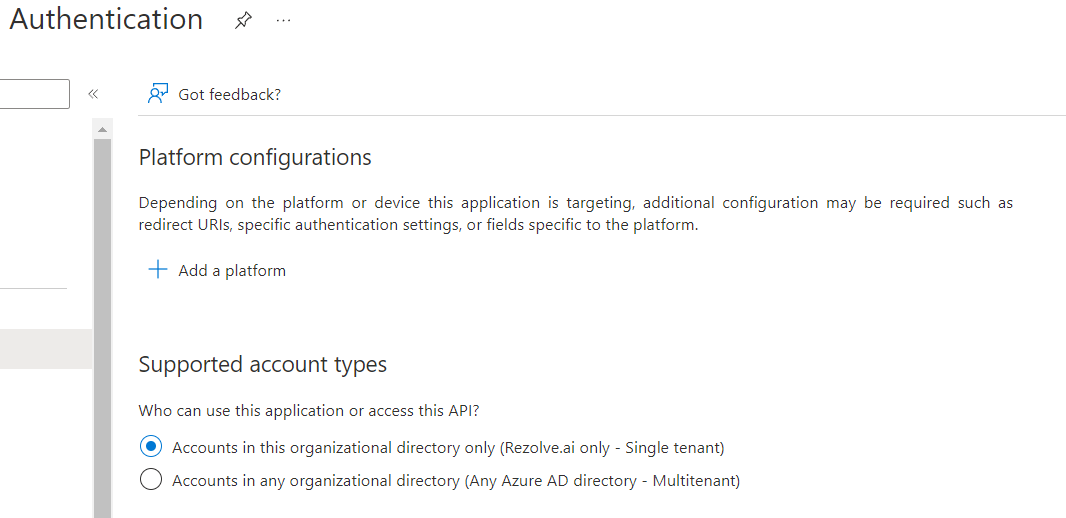 Authentication
Got feedback?
Platform configurations
Depending on the platform or device this application is targeting, additional configuration may be required such as
redirect URIs, specific authentication settings, or fields specific to the platform.
Add a platform
Supported account types
Who can use this application or access this API?
Accounts in this organizational directory only (Rezolve.ai only - Single tenant)
Accounts in any organizational directory (Any Azure AD directory - Multitenant)